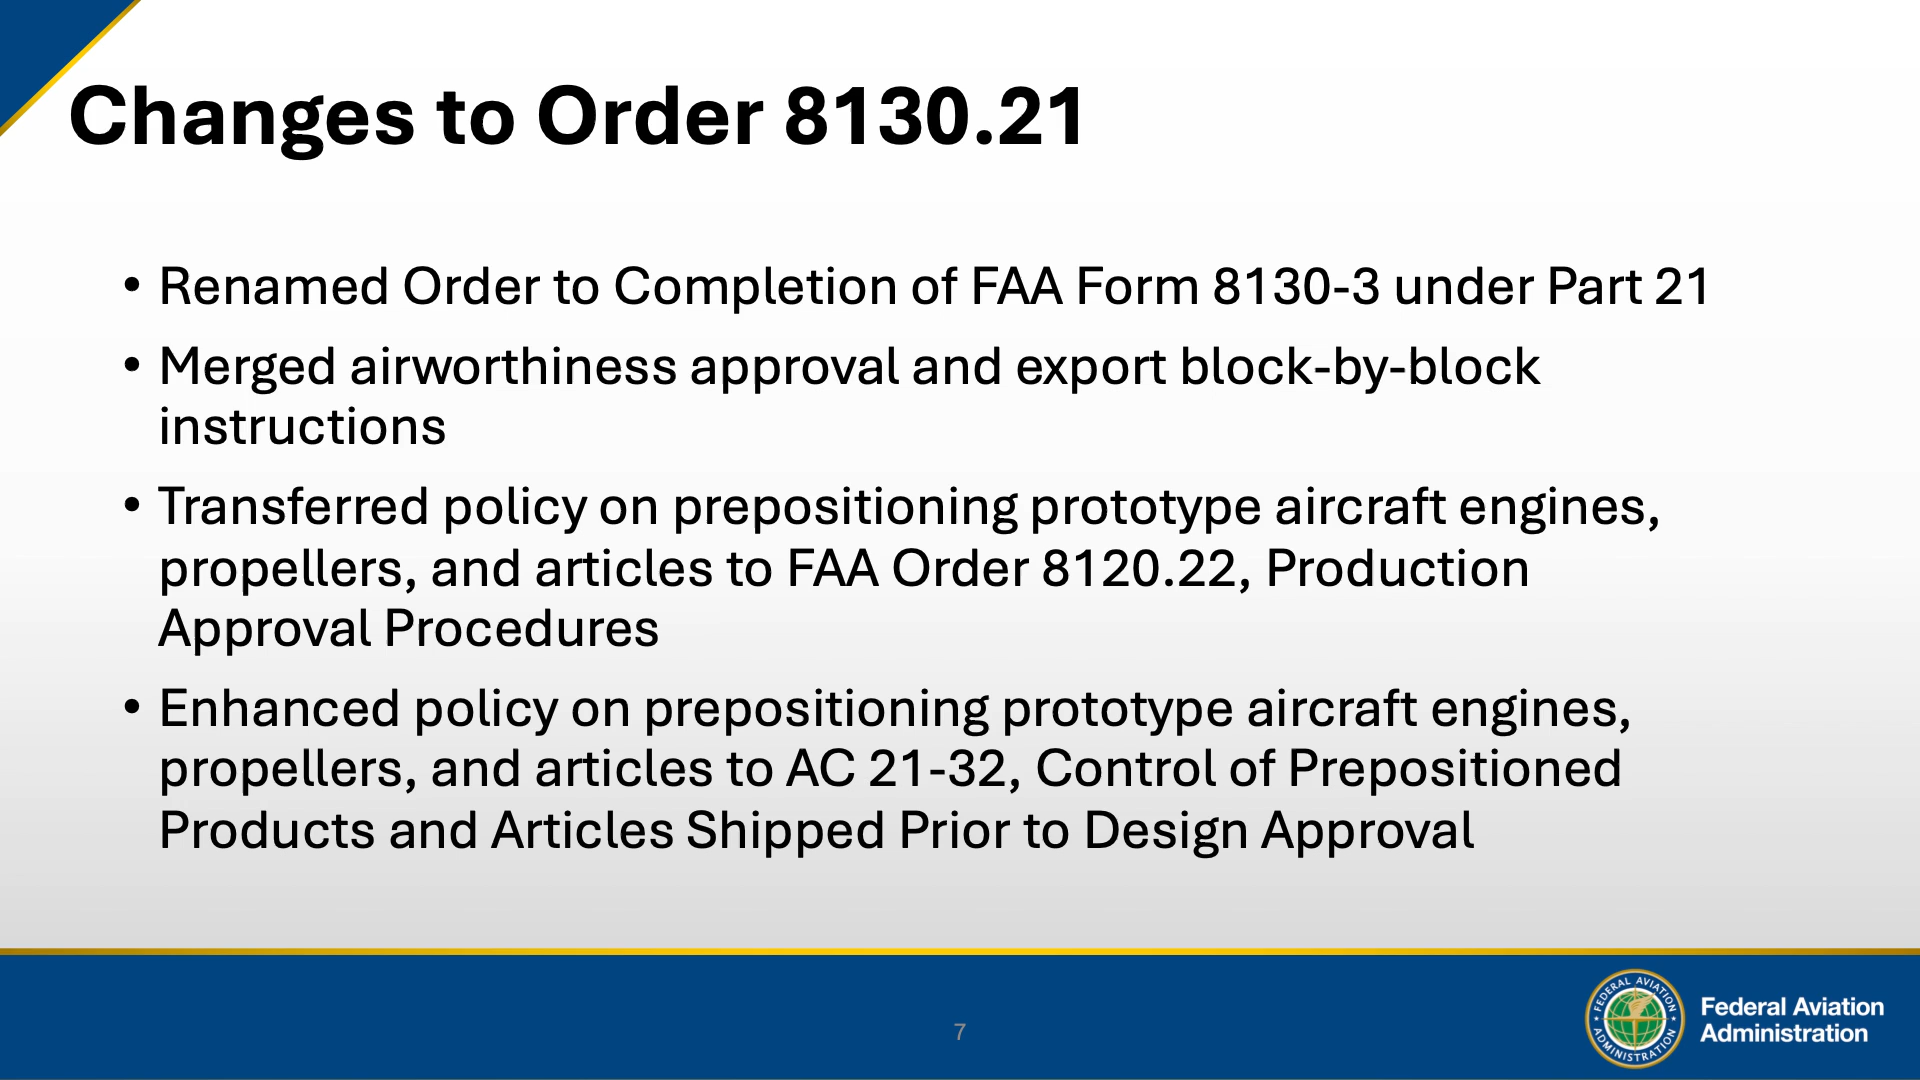 Changes to Order 8130.21
• Renamed Order to Completion of FAA Form 8130-3 under Part 21
• Merged airworthiness approval and export block-by-block
instructions
• Transferred policy on prepositioning prototype aircraft engines,
propellers, and articles to FAA Order 8120.22, Production
Approval Procedures
• Enhanced policy on prepositioning prototype aircraft engines,
propellers, and articles to AC 21-32, Control of Prepositioned
Products and Articles Shipped Prior to Design Approval
7
FEDERAL AVIATION
ADMINISTRATION
Federal Aviation
Administration